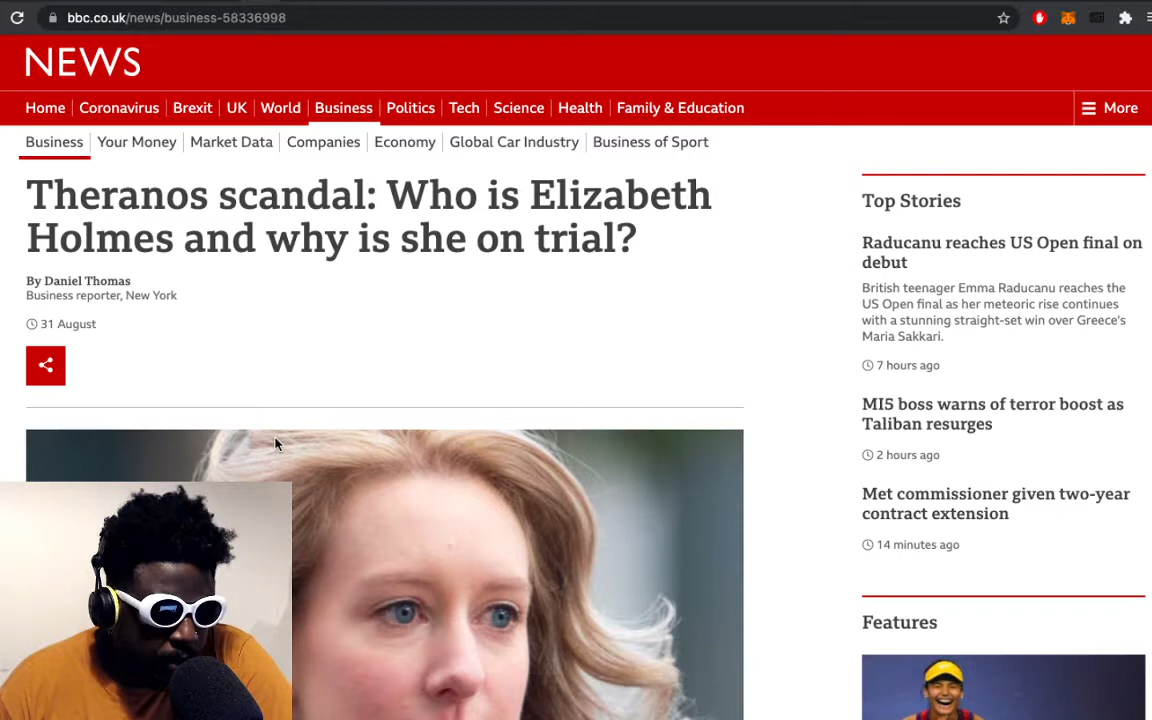 bbc.co.uk/news/business-58336998
NEWS
Home Coronavirus Brexit UK World Business Politics Tech Science Health Family & Education More
Business Your Money Market Data Companies Economy Global Car Industry Business of Sport
Theranos scandal: Who is Elizabeth
Holmes and why is she on trial?
By Daniel Thomas
Business reporter, New York
31 August
Top Stories
Raducanu reaches US Open final on
debut
British teenager Emma Raducanu reaches the
US Open final as her meteoric rise continues
with a stunning straight-set win over Greece's
Maria Sakkari.
7 hours ago
MI5 boss warns of terror boost as
Taliban resurges
2 hours ago
Met commissioner given two-year
contract extension
14 minutes ago
Features